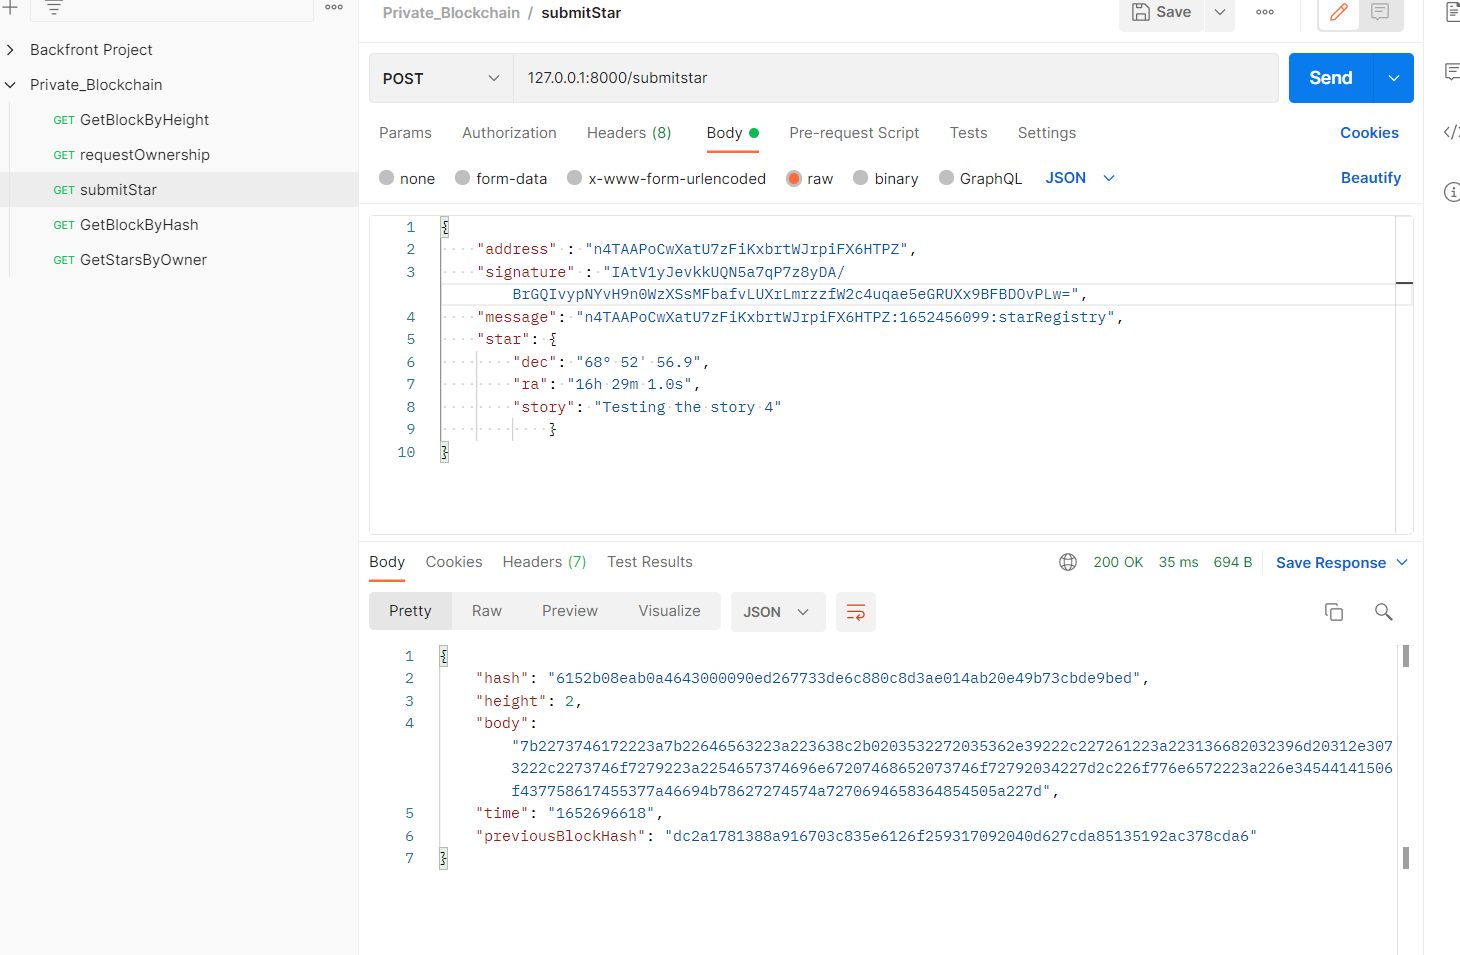 Private_Blockchain / submitStar
Save
Backfront Project
Private_Blockchain
GET GetBlockByHeight
GET requestOwnership
GET submitStar
GET GetBlockByHash
GET GetStarsByOwner
POST 127.0.0.1:8000/submitstar Send
Params Authorization Headers (8) Body Pre-request Script Tests Settings Cookies
none form-data x-www-form-urlencoded raw binary GraphQL JSON Beautify
1 {
2 "address" : "n4TAAPoCwXatU7zFiKxbrtWJrpiFX6HTPZ",
3 "signature" : "IAtV1yJevkkUQN5a7qP7z8yDA/
BrGQIvypNYvH9n0WzXSsMFbafvLUXrLmrzzfW2c4uqae5eGRUXx9BFBDOvPLw=",
4 "message": "n4TAAPoCwXatU7zFiKxbrtWJrpiFX6HTPZ:1652456099:starRegistry",
5 "star": {
6 "dec": "68° 52' 56.9",
7 "ra": "16h 29m 1.0s",
8 "story": "Testing the story 4"
9 }
10 }
Body Cookies Headers (7) Test Results 200 OK 35 ms 694 B Save Response
Pretty Raw Preview Visualize JSON
1 {
2 "hash": "6152b08eab0a4643000090ed267733de6c880c8d3ae014ab20e49b73cbde9bed",
3 "height": 2,
4 "body":
"7b2273746172223a7b22646563223a223638c2b0203532272035362e39222c227261223a223136682032396d20312e307
3222c2273746f7279223a2254657374696e67207468652073746f72792034227d2c226f776e6572223a226e34544141506
f437758617455377a46694b78627274574a7270694658364854505a227d",
5 "time": "1652696618",
6 "previousBlockHash": "dc2a1781388a916703c835e6126f259317092040d627cda85135192ac378cda6"
7 }